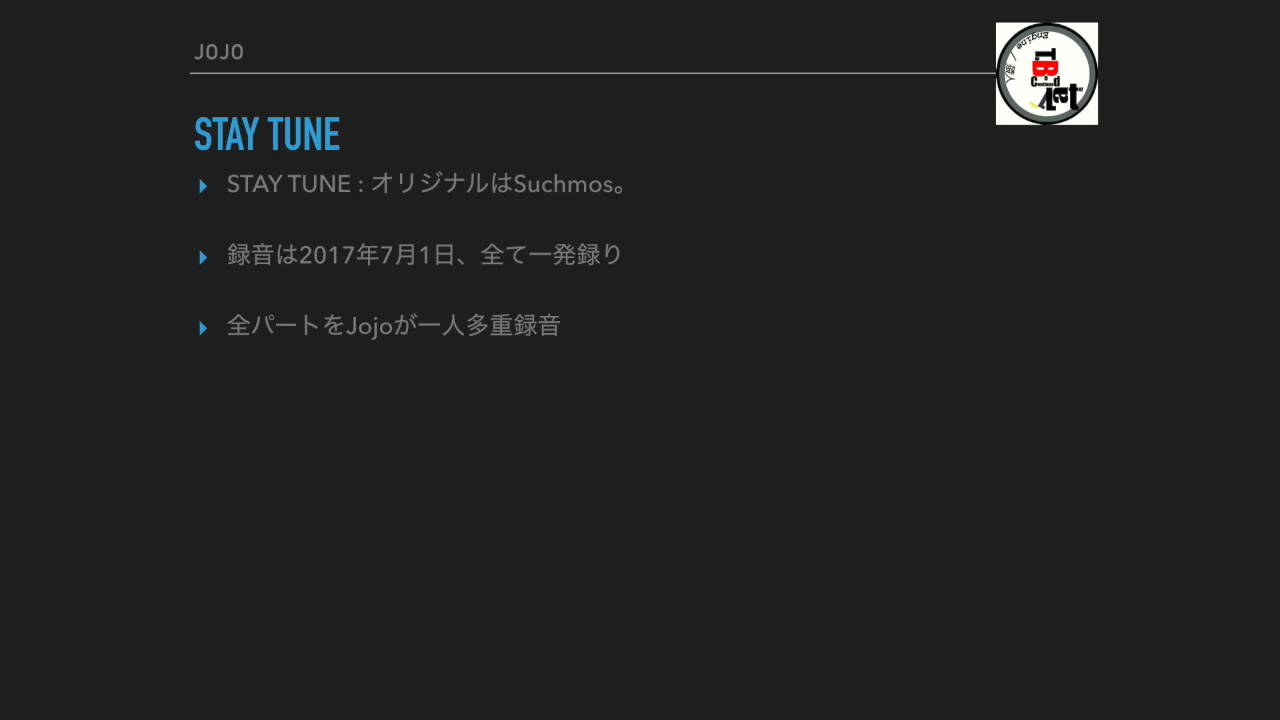 JOJO
STAY TUNE
STAY TUNE : オリジナルはSuchmos。
録音は2017年7月1日、全て一発録り
全パートをJojoが一人多重録音
Engine /
T.B.